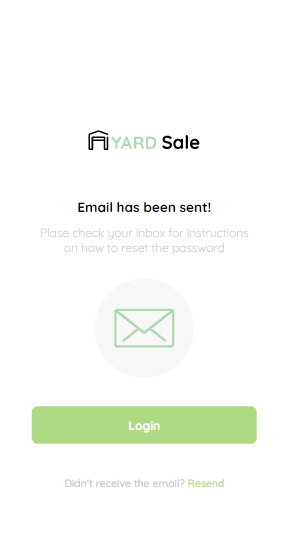 YARD Sale
Email has been sent!
Plase check your inbox for instructions
on how to reset the password
Login
Didn't receive the email? Resend